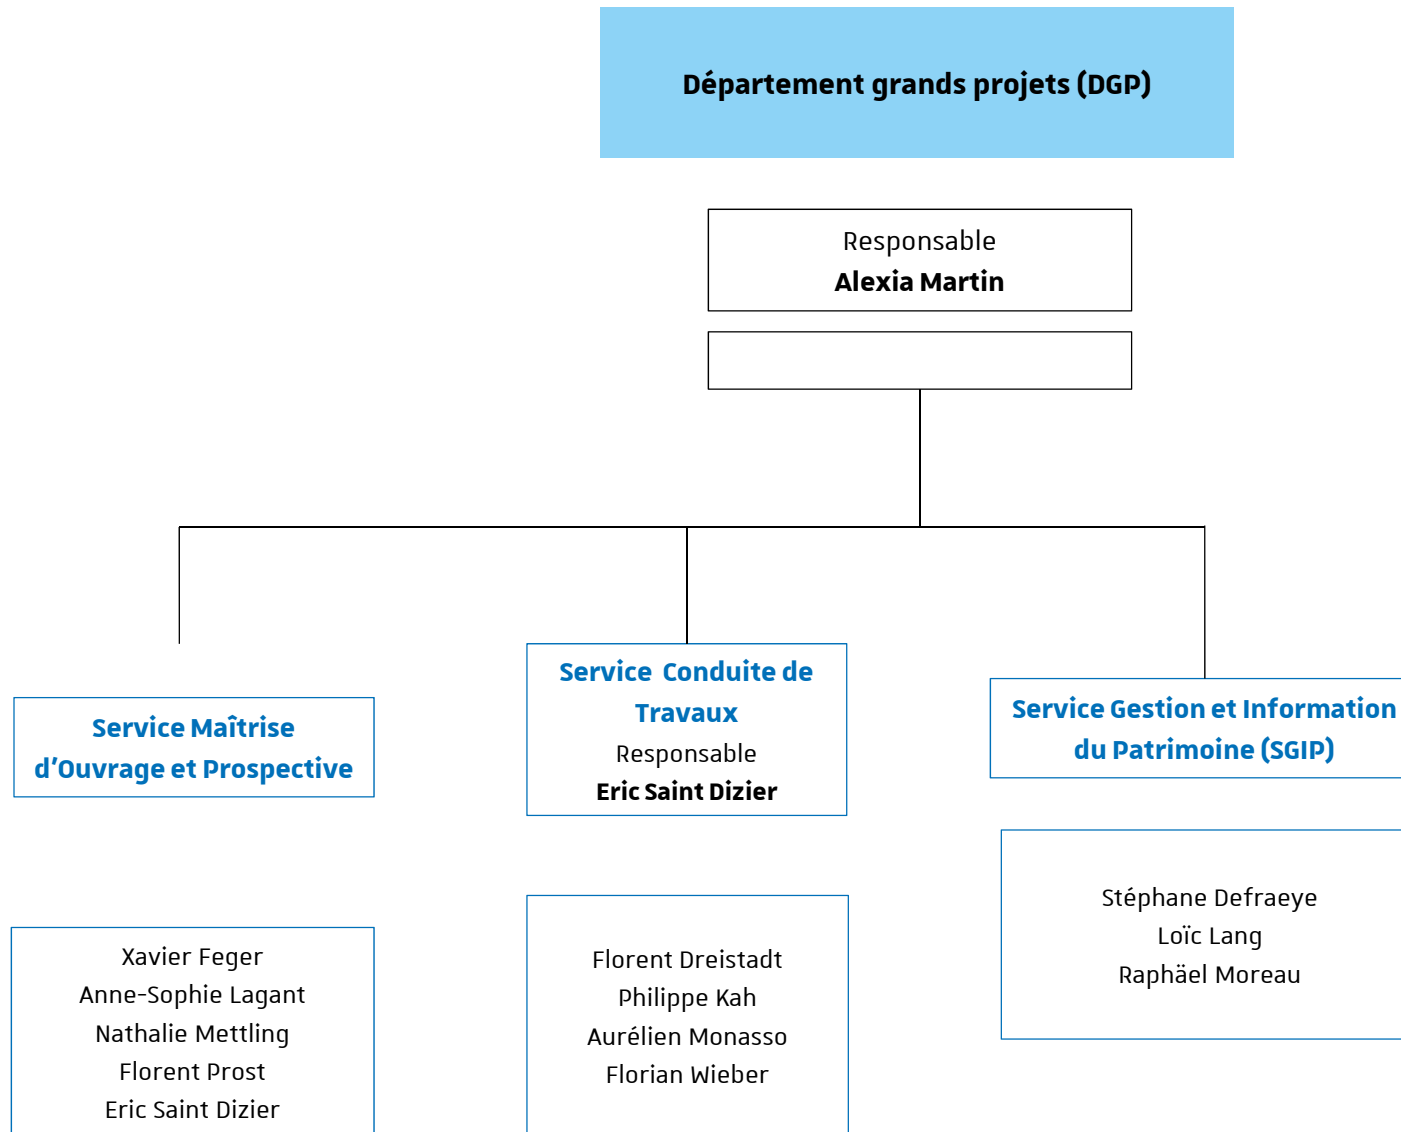 Département grands projets (DGP)
Responsable
Alexia Martin
Service Maîtrise
d’Ouvrage et Prospective
Xavier Feger
Anne-Sophie Lagant
Nathalie Mettling
Florent Prost
Eric Saint Dizier
Service Conduite de
Travaux
Responsable
Eric Saint Dizier
Florent Dreistadt
Philippe Kah
Aurélien Monasso
Florian Wieber
Service Gestion et Information
du Patrimoine (SGIP)
Stéphane Defraeye
Loïc Lang
Raphäel Moreau